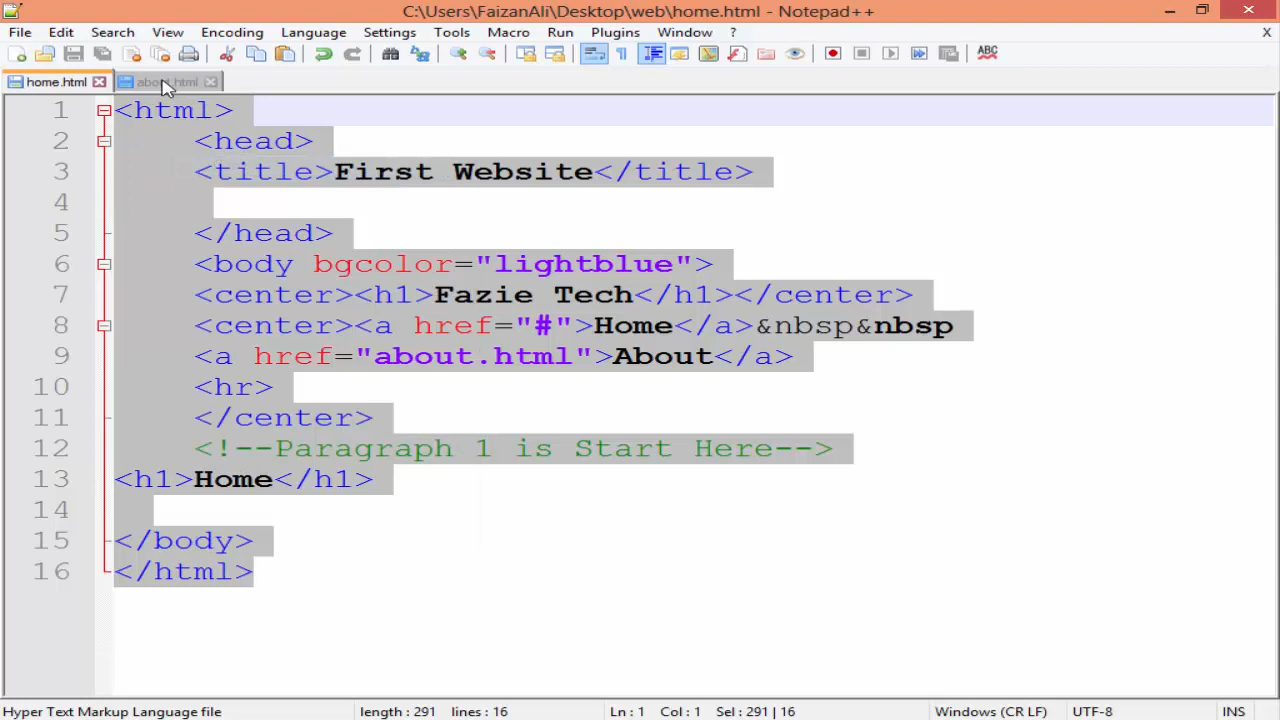 C:\Users\FaizanAli\Desktop\web\home.html - Notepad++
File Edit Search View Encoding Language Settings Tools Macro Run Plugins Window ? X
ABC
home.html about.html
1 <html>
2 <head>
3 <title>First Website</title>
4
5 </head>
6 <body bgcolor="lightblue">
7 <center><h1>Fazie Tech</h1></center>
8 <center><a href="#">Home</a>&nbsp&nbsp
9 <a href="about.html">About</a>
10 <hr>
11 </center>
12 <!--Paragraph 1 is Start Here-->
13 <h1>Home</h1>
14
15 </body>
16 </html>
Hyper Text Markup Language file length : 291 lines : 16 Ln : 1 Col : 1 Sel : 291 | 16 Windows (CR LF) UTF-8 INS